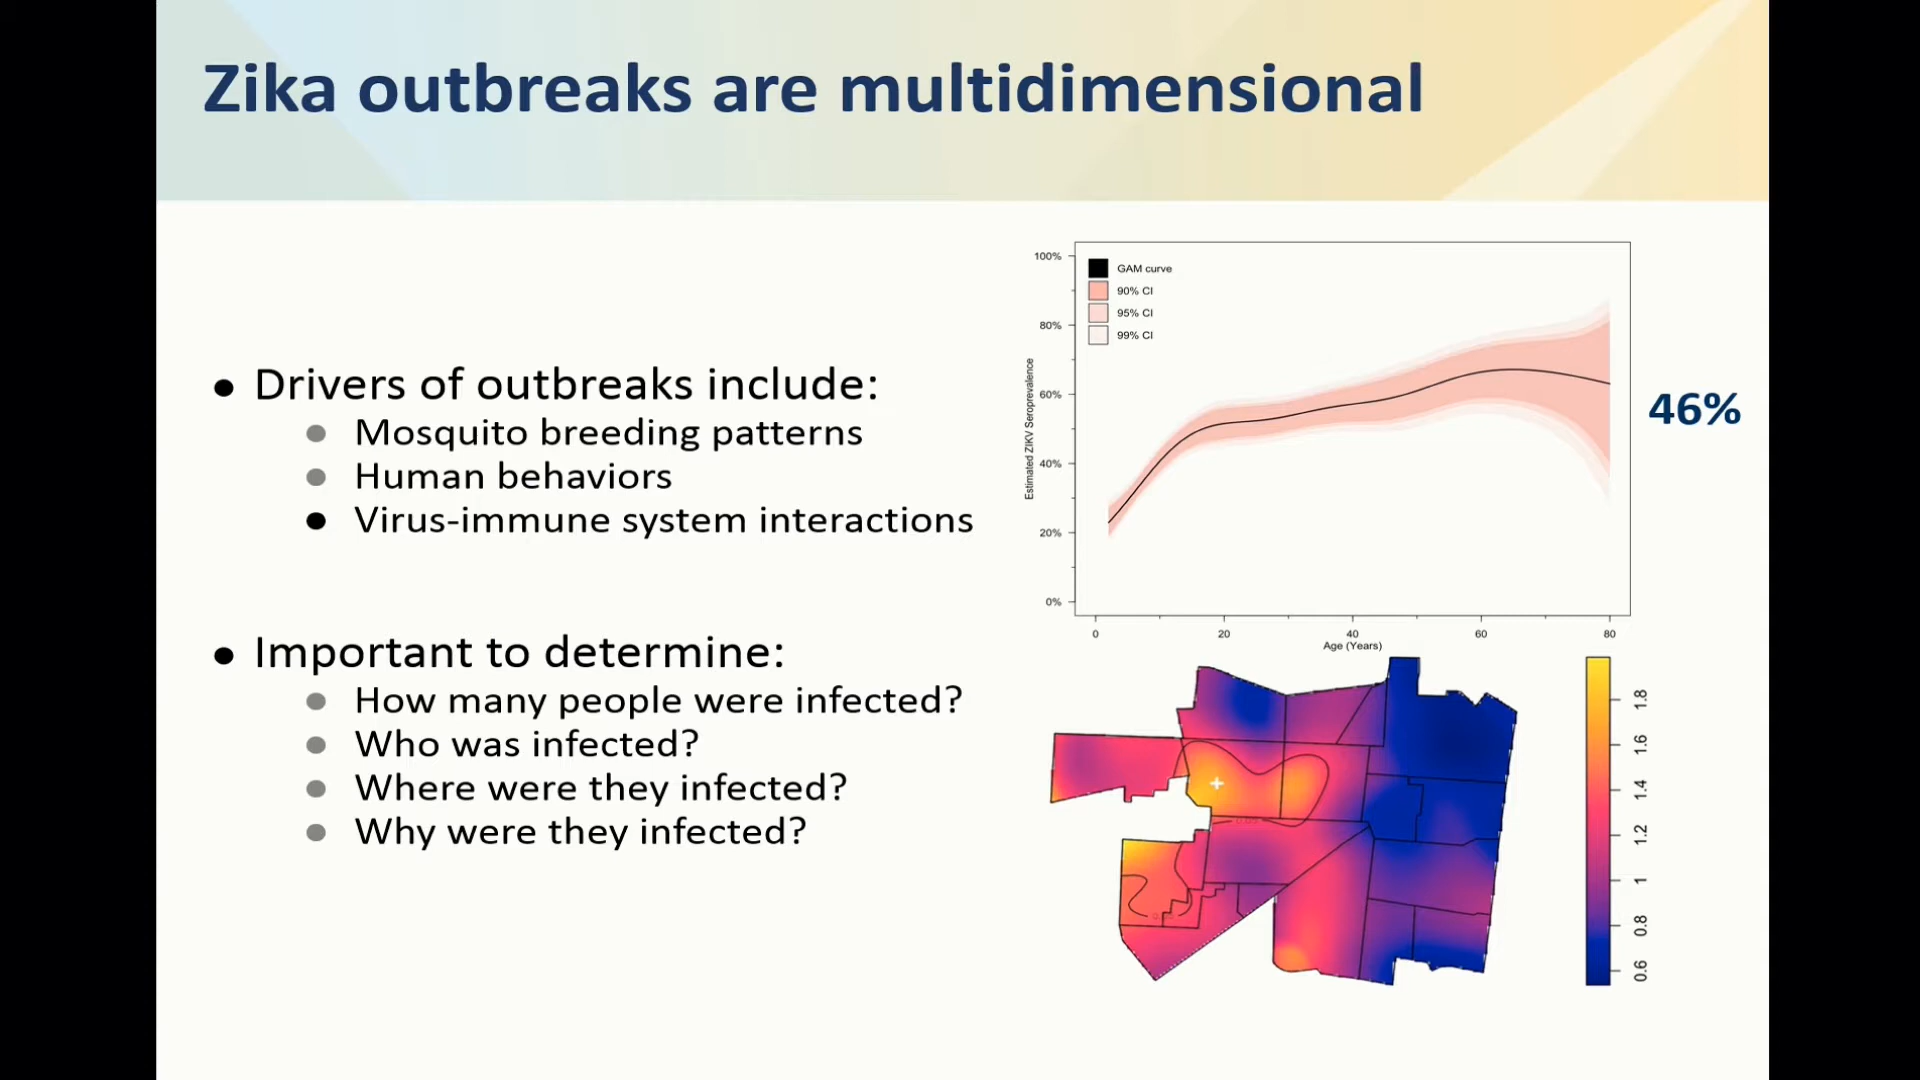 Zika outbreaks are multidimensional
Drivers of outbreaks include:
Mosquito breeding patterns
Human behaviors
Virus-immune system interactions
Important to determine:
How many people were infected?
Who was infected?
Where were they infected?
Why were they infected?
GAM curve
90% CI
95% CI
99% CI
100%
80%
60%
40%
20%
0%
Estimated ZIKV Seroprevalence
0 20 40 60 80
Age (Years)
46%
1.8
1.6
1.4
1.2
1
0.8
0.6